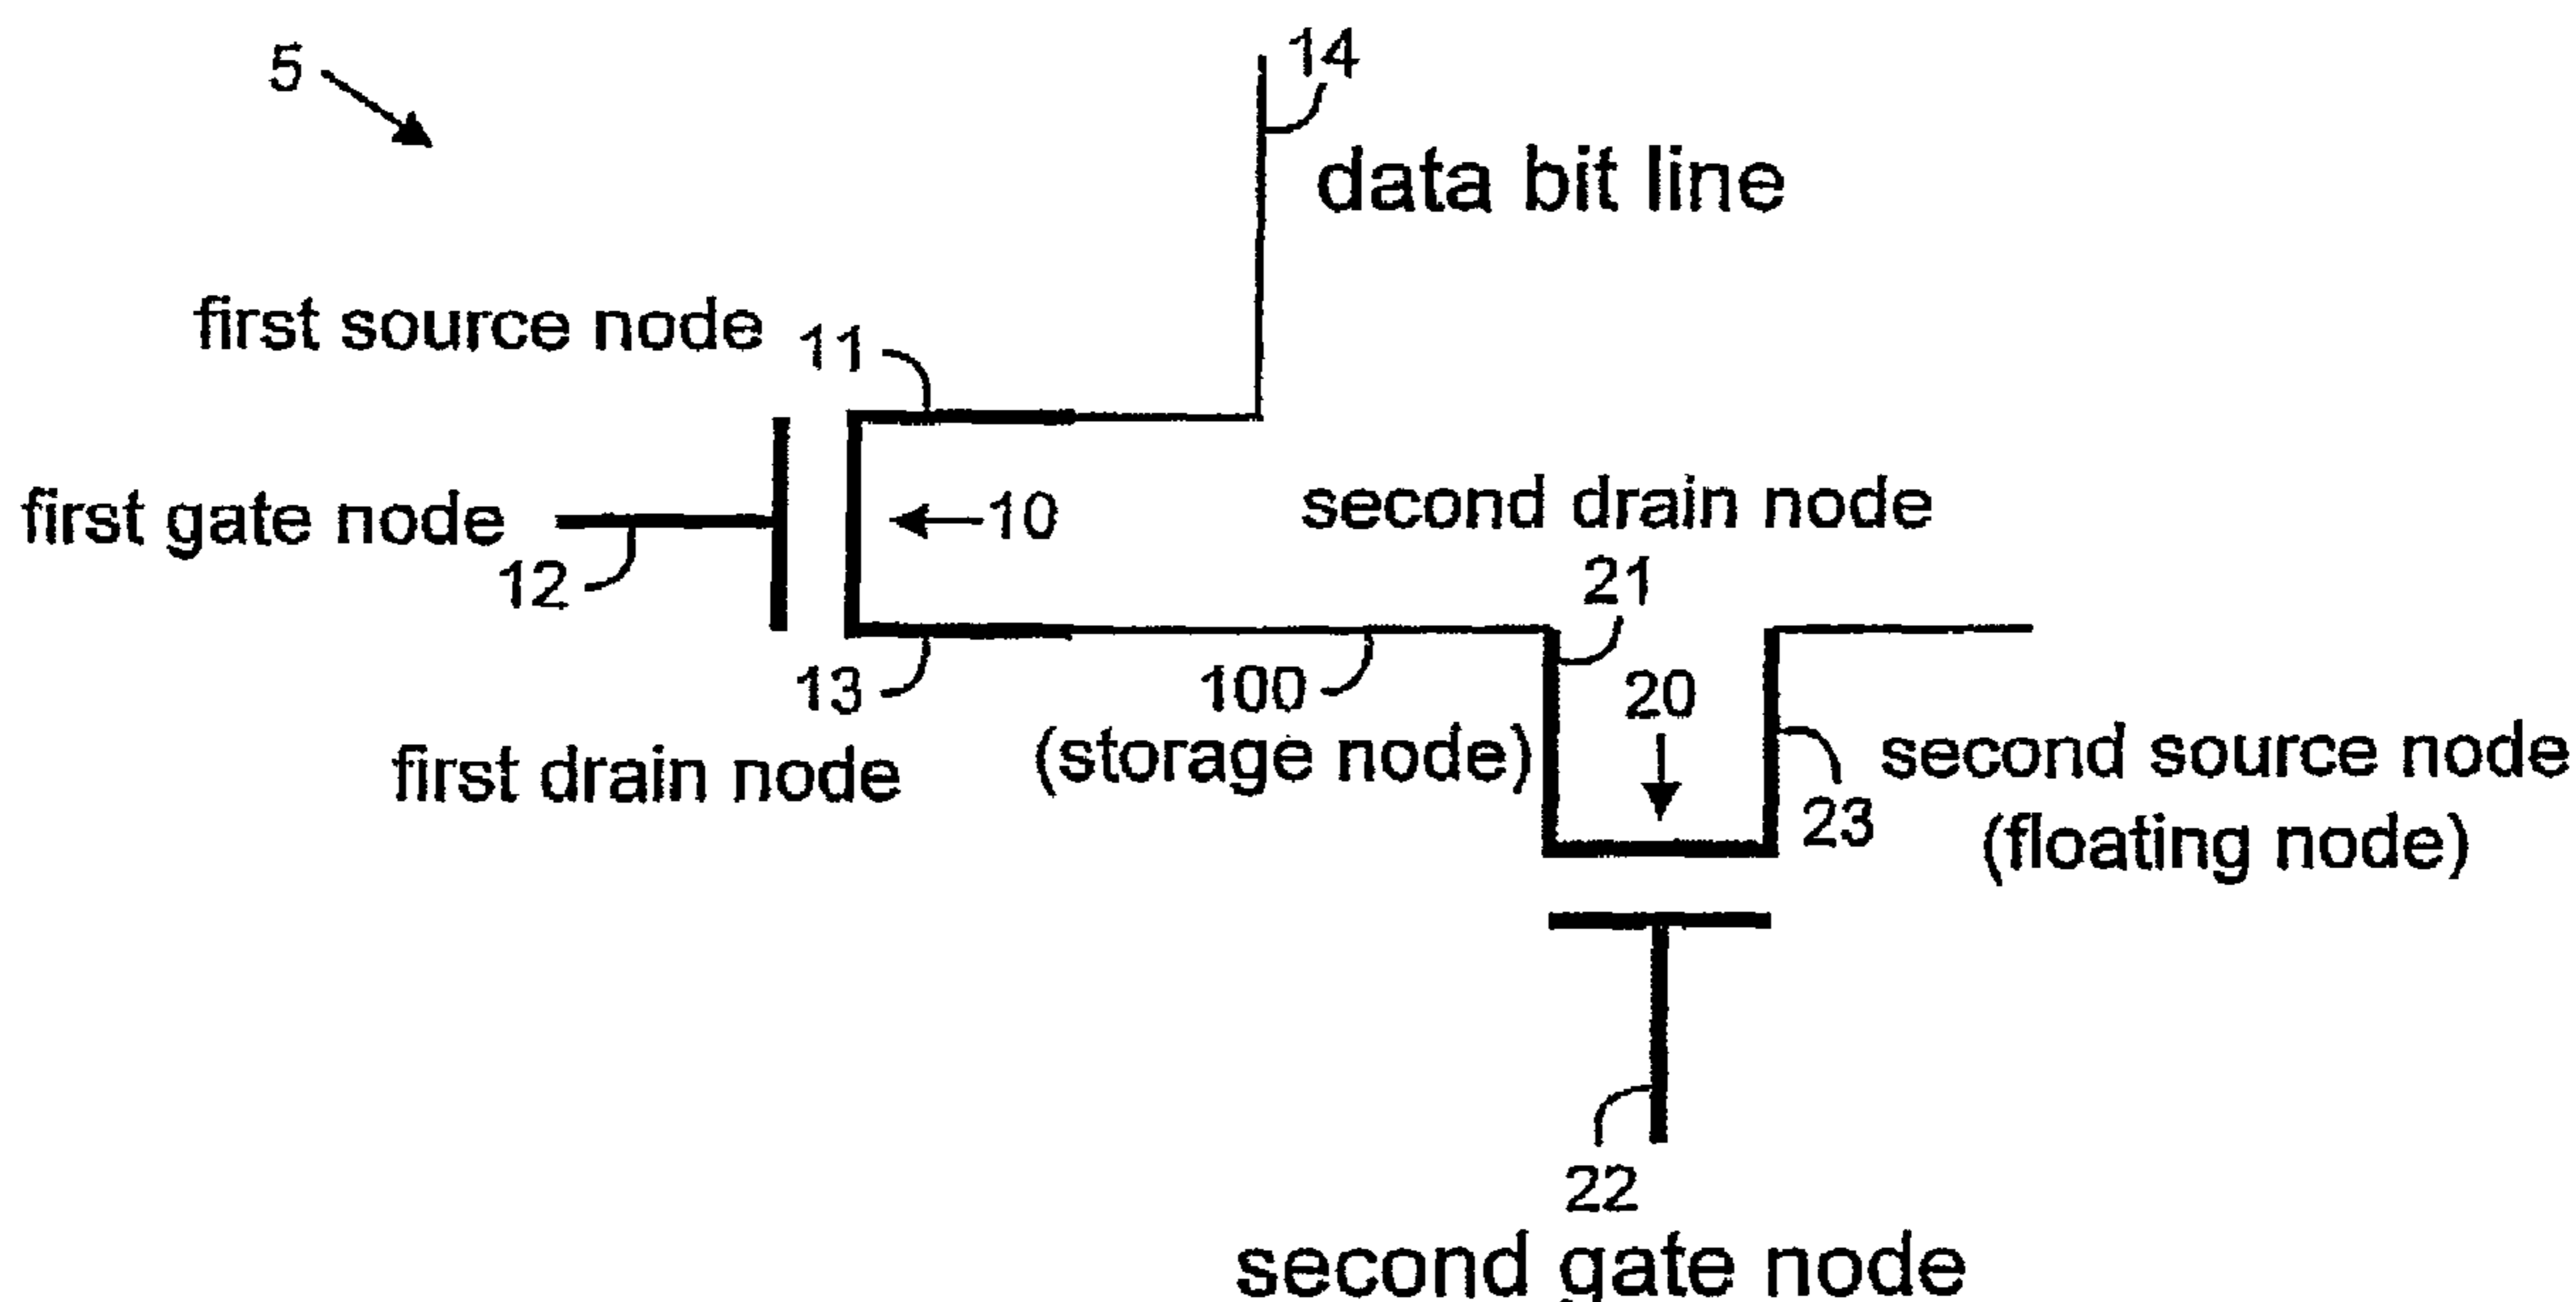 5
14
data bit line
first source node
11
first gate node
12
10
second drain node
21
13
first drain node
100
(storage node)
20
second source node
(floating node)
23
22
second gate node